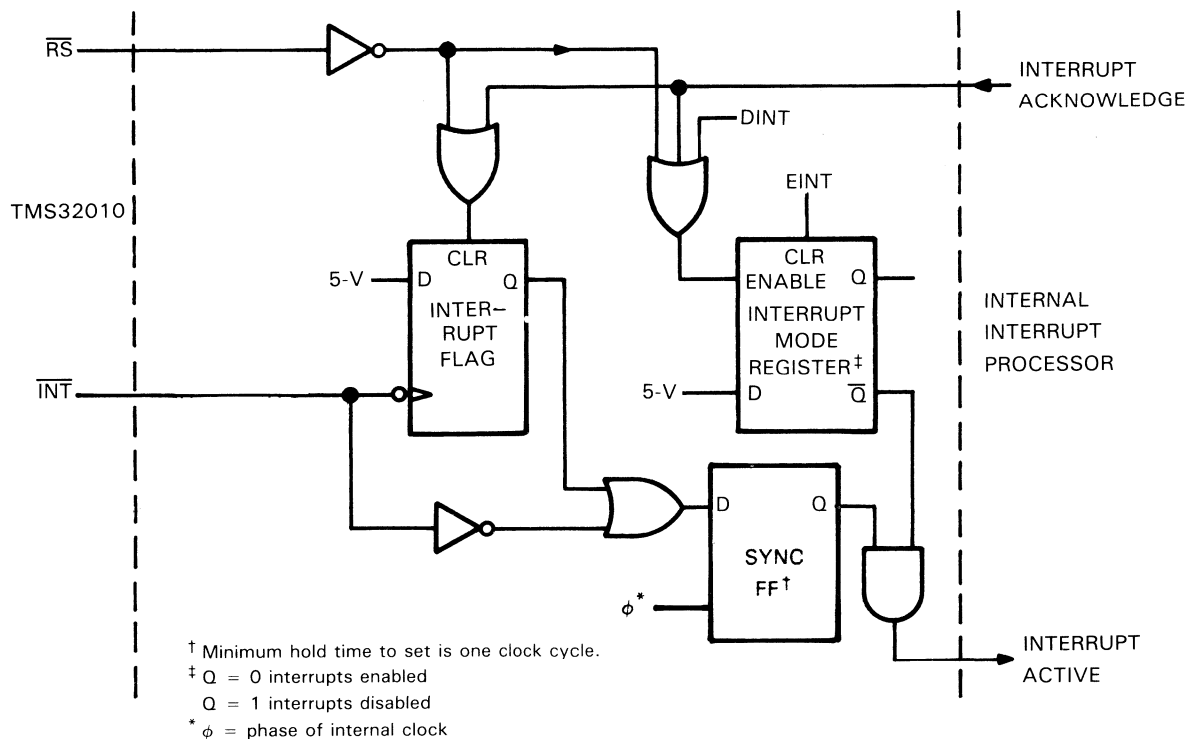 RS
INTERRUPT
ACKNOWLEDGE
DINT
EINT
TMS32010
CLR
5-V
D
Q
INTER-
RUPT
FLAG
CLR
ENABLE
Q
INTERRUPT
MODE
REGISTER‡
5-V
D
Q̅
INTERNAL
INTERRUPT
PROCESSOR
INT
D
Q
SYNC
FF†
ϕ*
INTERRUPT
ACTIVE
† Minimum hold time to set is one clock cycle.
‡ Q = 0 interrupts enabled
Q = 1 interrupts disabled
* ϕ = phase of internal clock